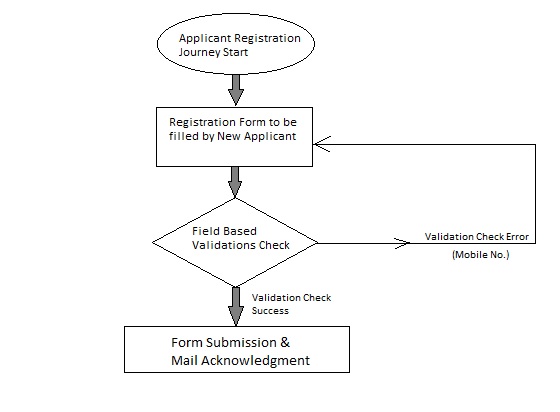 Applicant Registration
Journey Start
Registration Form to be
filled by New Applicant
Field Based
Validations Check
Validation Check Error
(Mobile No.)
Validation Check
Success
Form Submission &
Mail Acknowledgment